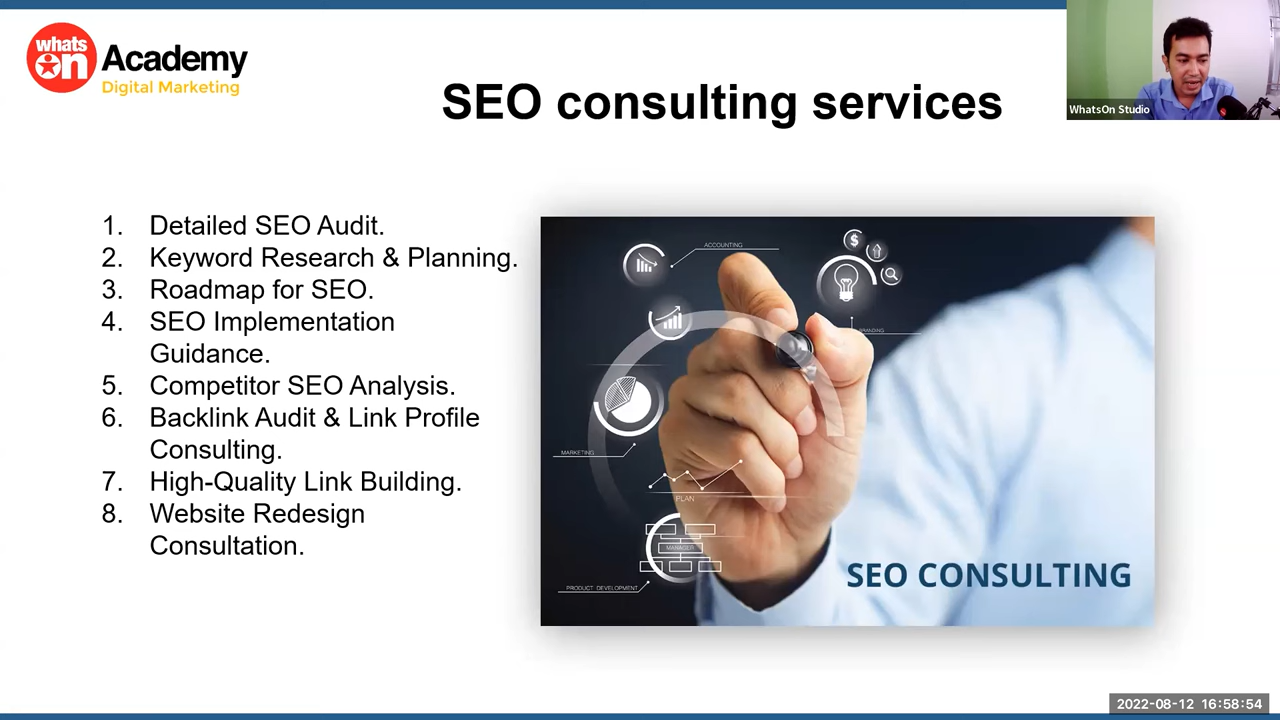 whats
on
Academy
Digital Marketing
SEO consulting services
WhatsOn Studio
1. Detailed SEO Audit.
2. Keyword Research & Planning.
3. Roadmap for SEO.
4. SEO Implementation
Guidance.
5. Competitor SEO Analysis.
6. Backlink Audit & Link Profile
Consulting.
7. High-Quality Link Building.
8. Website Redesign
Consultation.
ACCOUNTING
$
BRANDING
MARKETING
PLAN
MANAGER
PRODUCT DEVELOPMENT
SEO CONSULTING
2022-08-12 16:58:54